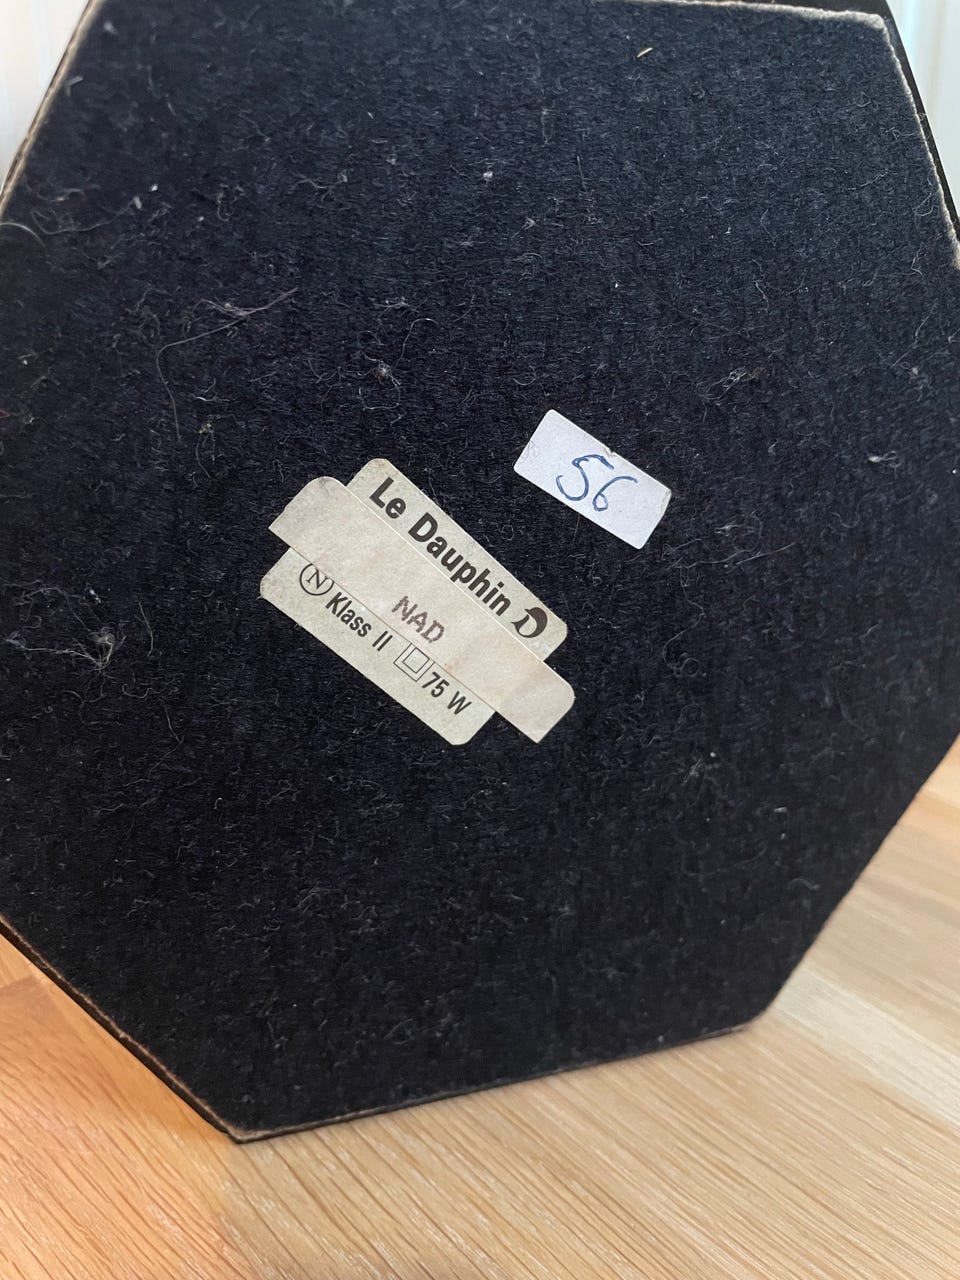 56
Le Dauphin D
NAD
N Klass II 75 W